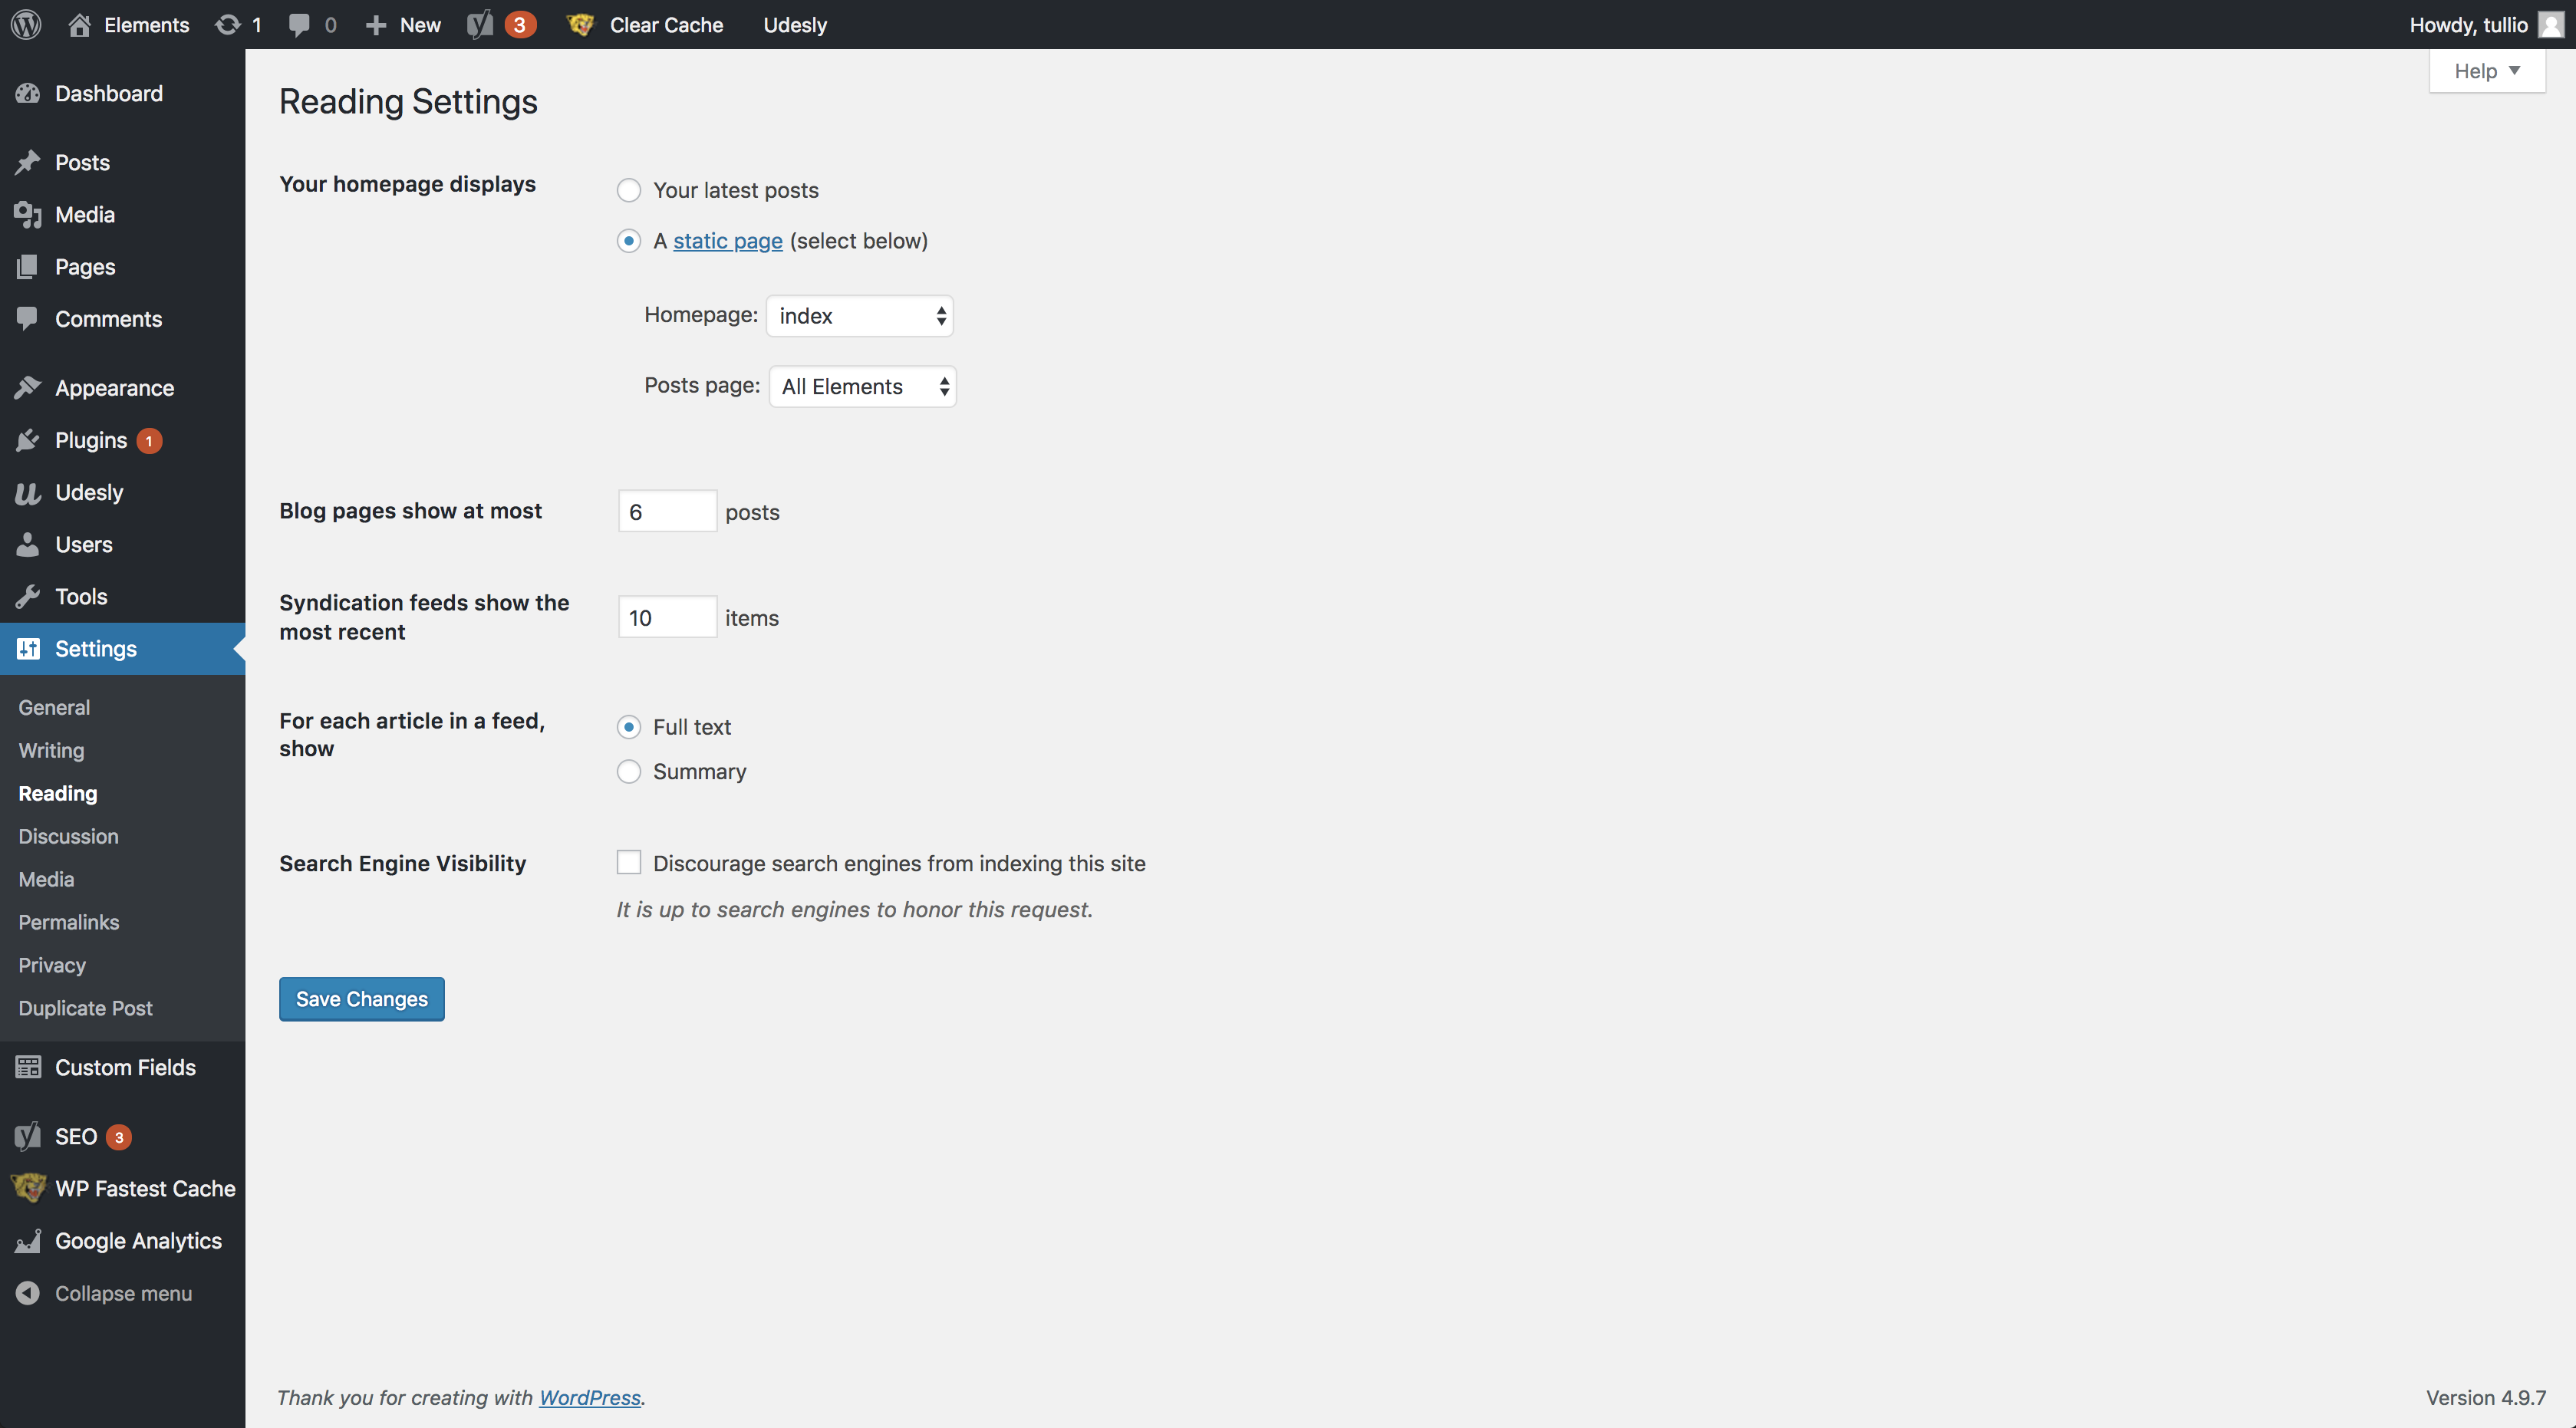 Elements 1 0 New 3 Clear Cache Udesly Howdy, tullio
Help
Dashboard
Posts
Media
Pages
Comments
Appearance
Plugins 1
Udesly
Users
Tools
Settings
General
Writing
Reading
Discussion
Media
Permalinks
Privacy
Duplicate Post
Custom Fields
SEO 3
WP Fastest Cache
Google Analytics
Collapse menu
Reading Settings
Your homepage displays
Your latest posts
A static page (select below)
Homepage: index
Posts page: All Elements
Blog pages show at most 6 posts
Syndication feeds show the
most recent
10 items
For each article in a feed,
show
Full text
Summary
Search Engine Visibility
Discourage search engines from indexing this site
It is up to search engines to honor this request.
Save Changes
Thank you for creating with WordPress.
Version 4.9.7